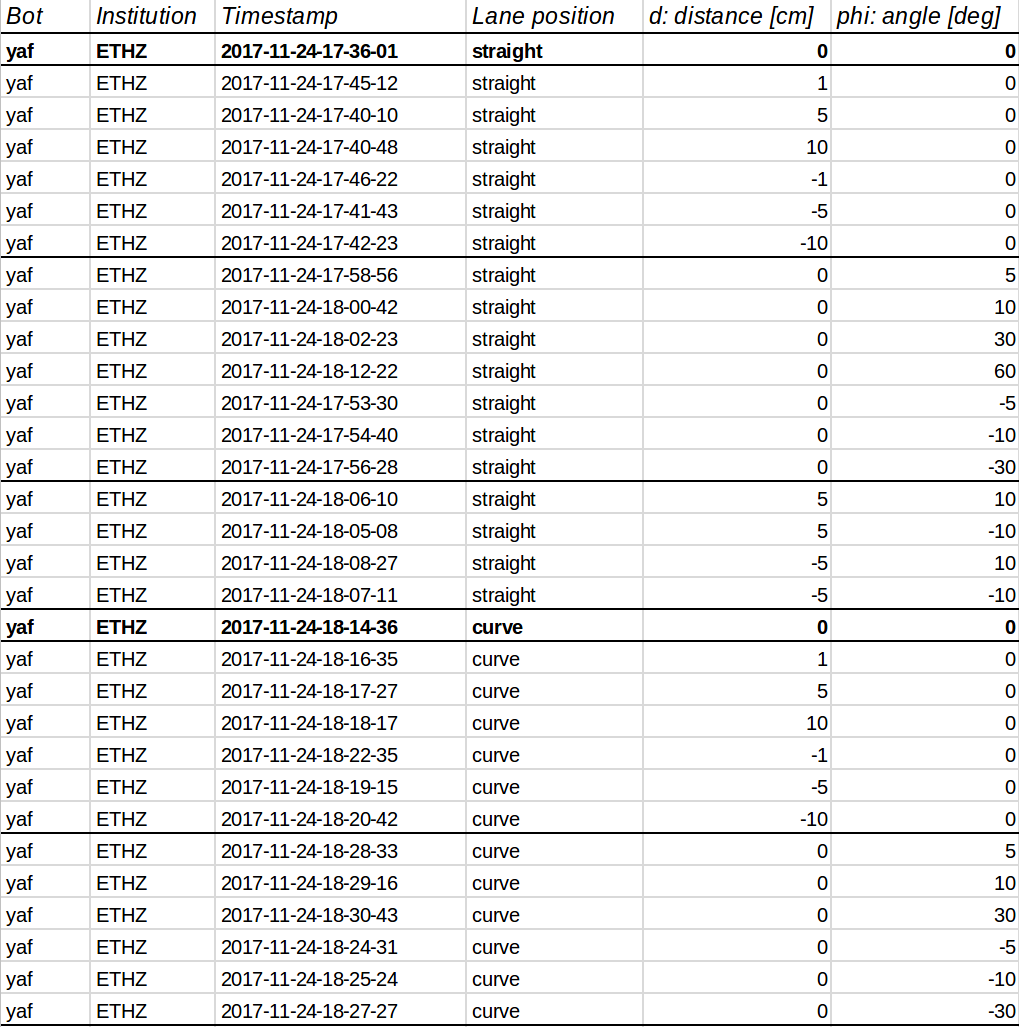 Bot Institution Timestamp Lane position d: distance [cm] phi: angle [deg]
yaf ETHZ 2017-11-24-17-36-01 straight 0 0
yaf ETHZ 2017-11-24-17-45-12 straight 1 0
yaf ETHZ 2017-11-24-17-40-10 straight 5 0
yaf ETHZ 2017-11-24-17-40-48 straight 10 0
yaf ETHZ 2017-11-24-17-46-22 straight -1 0
yaf ETHZ 2017-11-24-17-41-43 straight -5 0
yaf ETHZ 2017-11-24-17-42-23 straight -10 0
yaf ETHZ 2017-11-24-17-58-56 straight 0 5
yaf ETHZ 2017-11-24-18-00-42 straight 0 10
yaf ETHZ 2017-11-24-18-02-23 straight 0 30
yaf ETHZ 2017-11-24-18-12-22 straight 0 60
yaf ETHZ 2017-11-24-17-53-30 straight 0 -5
yaf ETHZ 2017-11-24-17-54-40 straight 0 -10
yaf ETHZ 2017-11-24-17-56-28 straight 0 -30
yaf ETHZ 2017-11-24-18-06-10 straight 5 10
yaf ETHZ 2017-11-24-18-05-08 straight 5 -10
yaf ETHZ 2017-11-24-18-08-27 straight -5 10
yaf ETHZ 2017-11-24-18-07-11 straight -5 -10
yaf ETHZ 2017-11-24-18-14-36 curve 0 0
yaf ETHZ 2017-11-24-18-16-35 curve 1 0
yaf ETHZ 2017-11-24-18-17-27 curve 5 0
yaf ETHZ 2017-11-24-18-18-17 curve 10 0
yaf ETHZ 2017-11-24-18-22-35 curve -1 0
yaf ETHZ 2017-11-24-18-19-15 curve -5 0
yaf ETHZ 2017-11-24-18-20-42 curve -10 0
yaf ETHZ 2017-11-24-18-28-33 curve 0 5
yaf ETHZ 2017-11-24-18-29-16 curve 0 10
yaf ETHZ 2017-11-24-18-30-43 curve 0 30
yaf ETHZ 2017-11-24-18-24-31 curve 0 -5
yaf ETHZ 2017-11-24-18-25-24 curve 0 -10
yaf ETHZ 2017-11-24-18-27-27 curve 0 -30